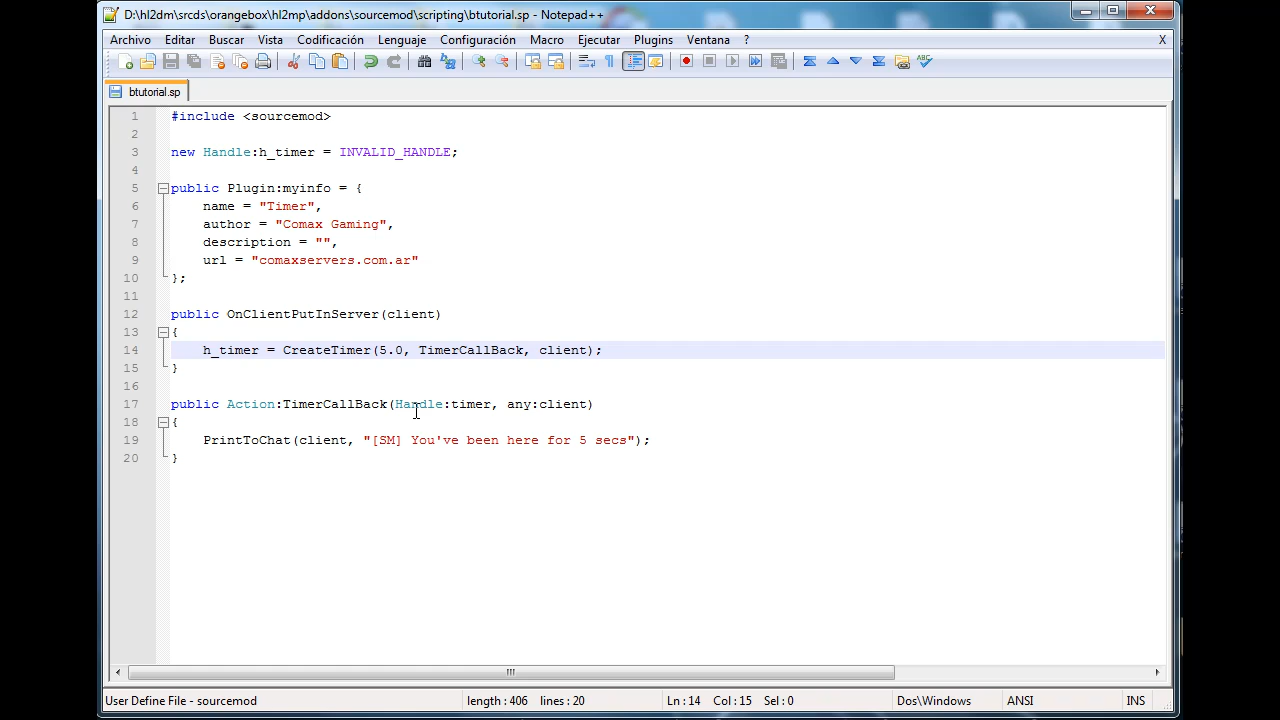 D:\hl2dm\srcds\orangebox\hl2mp\addons\sourcemod\scripting\btutorial.sp - Notepad++
Archivo Editar Buscar Vista Codificación Lenguaje Configuración Macro Ejecutar Plugins Ventana ? X
btutorial.sp
1 #include <sourcemod>
2
3 new Handle:h_timer = INVALID_HANDLE;
4
5 public Plugin:myinfo = {
6 name = "Timer",
7 author = "Comax Gaming",
8 description = "",
9 url = "comaxservers.com.ar"
10 };
11
12 public OnClientPutInServer(client)
13 {
14 h_timer = CreateTimer(5.0, TimerCallBack, client);
15 }
16
17 public Action:TimerCallBack(Handle:timer, any:client)
18 {
19 PrintToChat(client, "[SM] You've been here for 5 secs");
20 }
User Define File - sourcemod length : 406 lines : 20 Ln : 14 Col : 15 Sel : 0 Dos\Windows ANSI INS